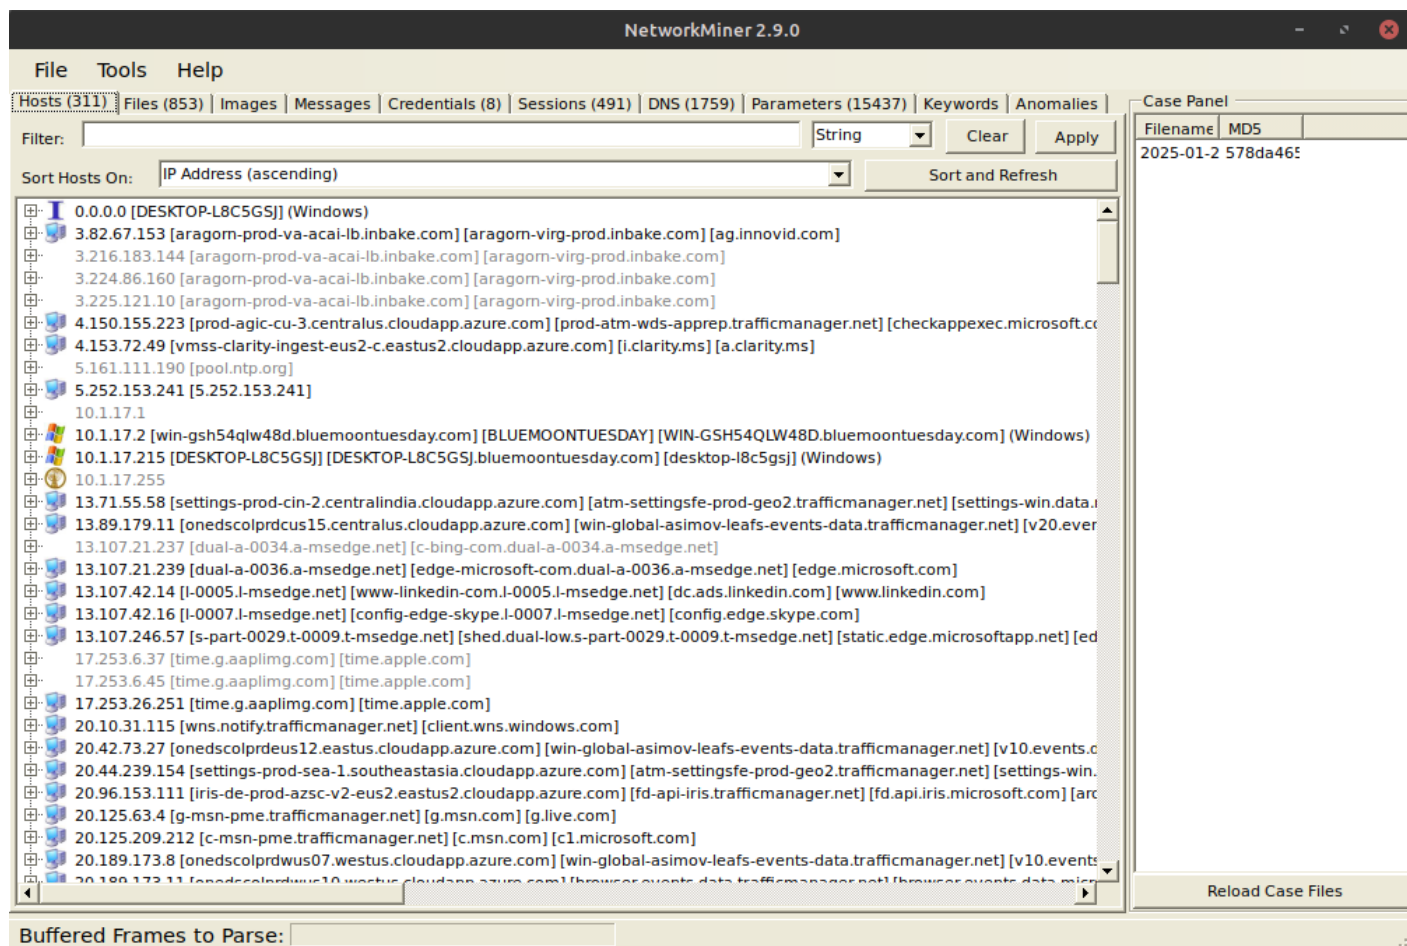 NetworkMiner 2.9.0
File Tools Help
Hosts (311) Files (853) Images Messages Credentials (8) Sessions (491) DNS (1759) Parameters (15437) Keywords Anomalies
Filter: String Clear Apply
Sort Hosts On: IP Address (ascending) Sort and Refresh
0.0.0.0 [DESKTOP-L8C5GSJ] (Windows)
3.82.67.153 [aragorn-prod-va-acai-lb.inbake.com] [aragorn-virg-prod.inbake.com] [ag.innovid.com]
3.216.183.144 [aragorn-prod-va-acai-lb.inbake.com] [aragorn-virg-prod.inbake.com]
3.224.86.160 [aragorn-prod-va-acai-lb.inbake.com] [aragorn-virg-prod.inbake.com]
3.225.121.10 [aragorn-prod-va-acai-lb.inbake.com] [aragorn-virg-prod.inbake.com]
4.150.155.223 [prod-agic-cu-3.centralus.cloudapp.azure.com] [prod-atm-wds-apprep.trafficmanager.net] [checkappexec.microsoft.cc
4.153.72.49 [vmss-clarity-ingest-eus2-c.eastus2.cloudapp.azure.com] [i.clarity.ms] [a.clarity.ms]
5.161.111.190 [pool.ntp.org]
5.252.153.241 [5.252.153.241]
10.1.17.1
10.1.17.2 [win-gsh54qlw48d.bluemoontuesday.com] [BLUEMOONTUESDAY] [WIN-GSH54QLW48D.bluemoontuesday.com] (Windows)
10.1.17.215 [DESKTOP-L8C5GSJ] [DESKTOP-L8C5GSJ.bluemoontuesday.com] [desktop-l8c5gsj] (Windows)
10.1.17.255
13.71.55.58 [settings-prod-cin-2.centralindia.cloudapp.azure.com] [atm-settingsfe-prod-geo2.trafficmanager.net] [settings-win.data.
13.89.179.11 [onedscolprdcus15.centralus.cloudapp.azure.com] [win-global-asimov-leafs-events-data.trafficmanager.net] [v20.ever
13.107.21.237 [dual-a-0034.a-msedge.net] [c-bing-com.dual-a-0034.a-msedge.net]
13.107.21.239 [dual-a-0036.a-msedge.net] [edge-microsoft-com.dual-a-0036.a-msedge.net] [edge.microsoft.com]
13.107.42.14 [l-0005.l-msedge.net] [www-linkedin-com.l-0005.l-msedge.net] [dc.ads.linkedin.com] [www.linkedin.com]
13.107.42.16 [l-0007.l-msedge.net] [config-edge-skype.l-0007.l-msedge.net] [config.edge.skype.com]
13.107.246.57 [s-part-0029.t-0009.t-msedge.net] [shed.dual-low.s-part-0029.t-0009.t-msedge.net] [static.edge.microsoftapp.net] [ed
17.253.6.37 [time.g.aaplimg.com] [time.apple.com]
17.253.6.45 [time.g.aaplimg.com] [time.apple.com]
17.253.26.251 [time.g.aaplimg.com] [time.apple.com]
20.10.31.115 [wns.notify.trafficmanager.net] [client.wns.windows.com]
20.42.73.27 [onedscolprdeus12.eastus.cloudapp.azure.com] [win-global-asimov-leafs-events-data.trafficmanager.net] [v10.events.c
20.44.239.154 [settings-prod-sea-1.southeastasia.cloudapp.azure.com] [atm-settingsfe-prod-geo2.trafficmanager.net] [settings-win.
20.96.153.111 [iris-de-prod-azsc-v2-eus2.eastus2.cloudapp.azure.com] [fd-api-iris.trafficmanager.net] [fd.api.iris.microsoft.com] [arc
20.125.63.4 [g-msn-pme.trafficmanager.net] [g.msn.com] [g.live.com]
20.125.209.212 [c-msn-pme.trafficmanager.net] [c.msn.com] [c1.microsoft.com]
20.189.173.8 [onedscolprdwus07.westus.cloudapp.azure.com] [win-global-asimov-leafs-events-data.trafficmanager.net] [v10.events
20.189.173.11 [onedscolprdwus10.westus.cloudapp.azure.com] [browser.events.data.trafficmanager.net] [browser.events.data.micr
Case Panel
Filename MD5
2025-01-2 578da465
Reload Case Files
Buffered Frames to Parse: